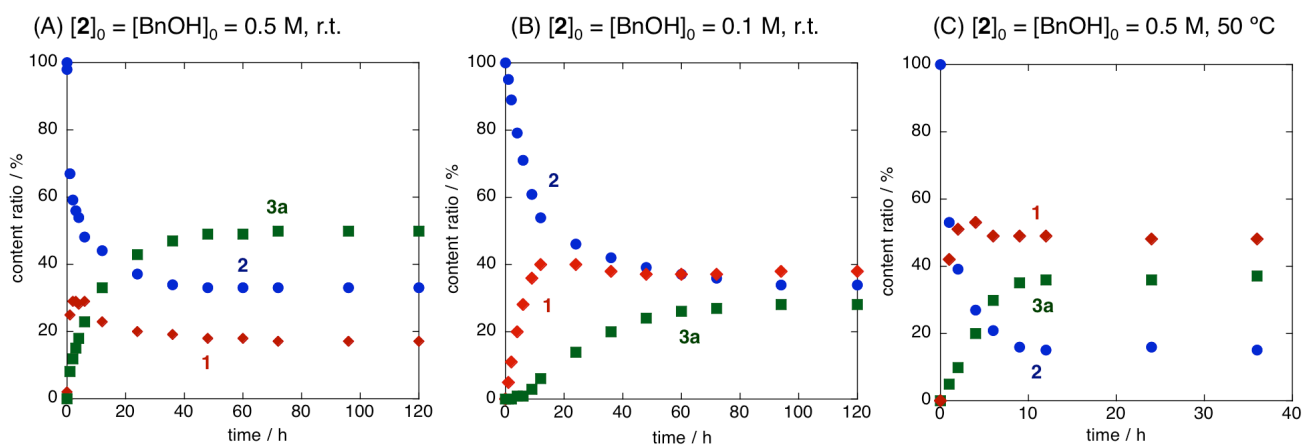 (A) [2]₀ = [BnOH]₀ = 0.5 M, r.t.
100
80
60
40
20
0
content ratio / %
3a
2
1
0 20 40 60 80 100 120
time / h
(B) [2]₀ = [BnOH]₀ = 0.1 M, r.t.
100
80
60
40
20
0
content ratio / %
2
1
3a
0 20 40 60 80 100 120
time / h
(C) [2]₀ = [BnOH]₀ = 0.5 M, 50 ºC
100
80
60
40
20
0
content ratio / %
1
3a
2
0 10 20 30 40
time / h